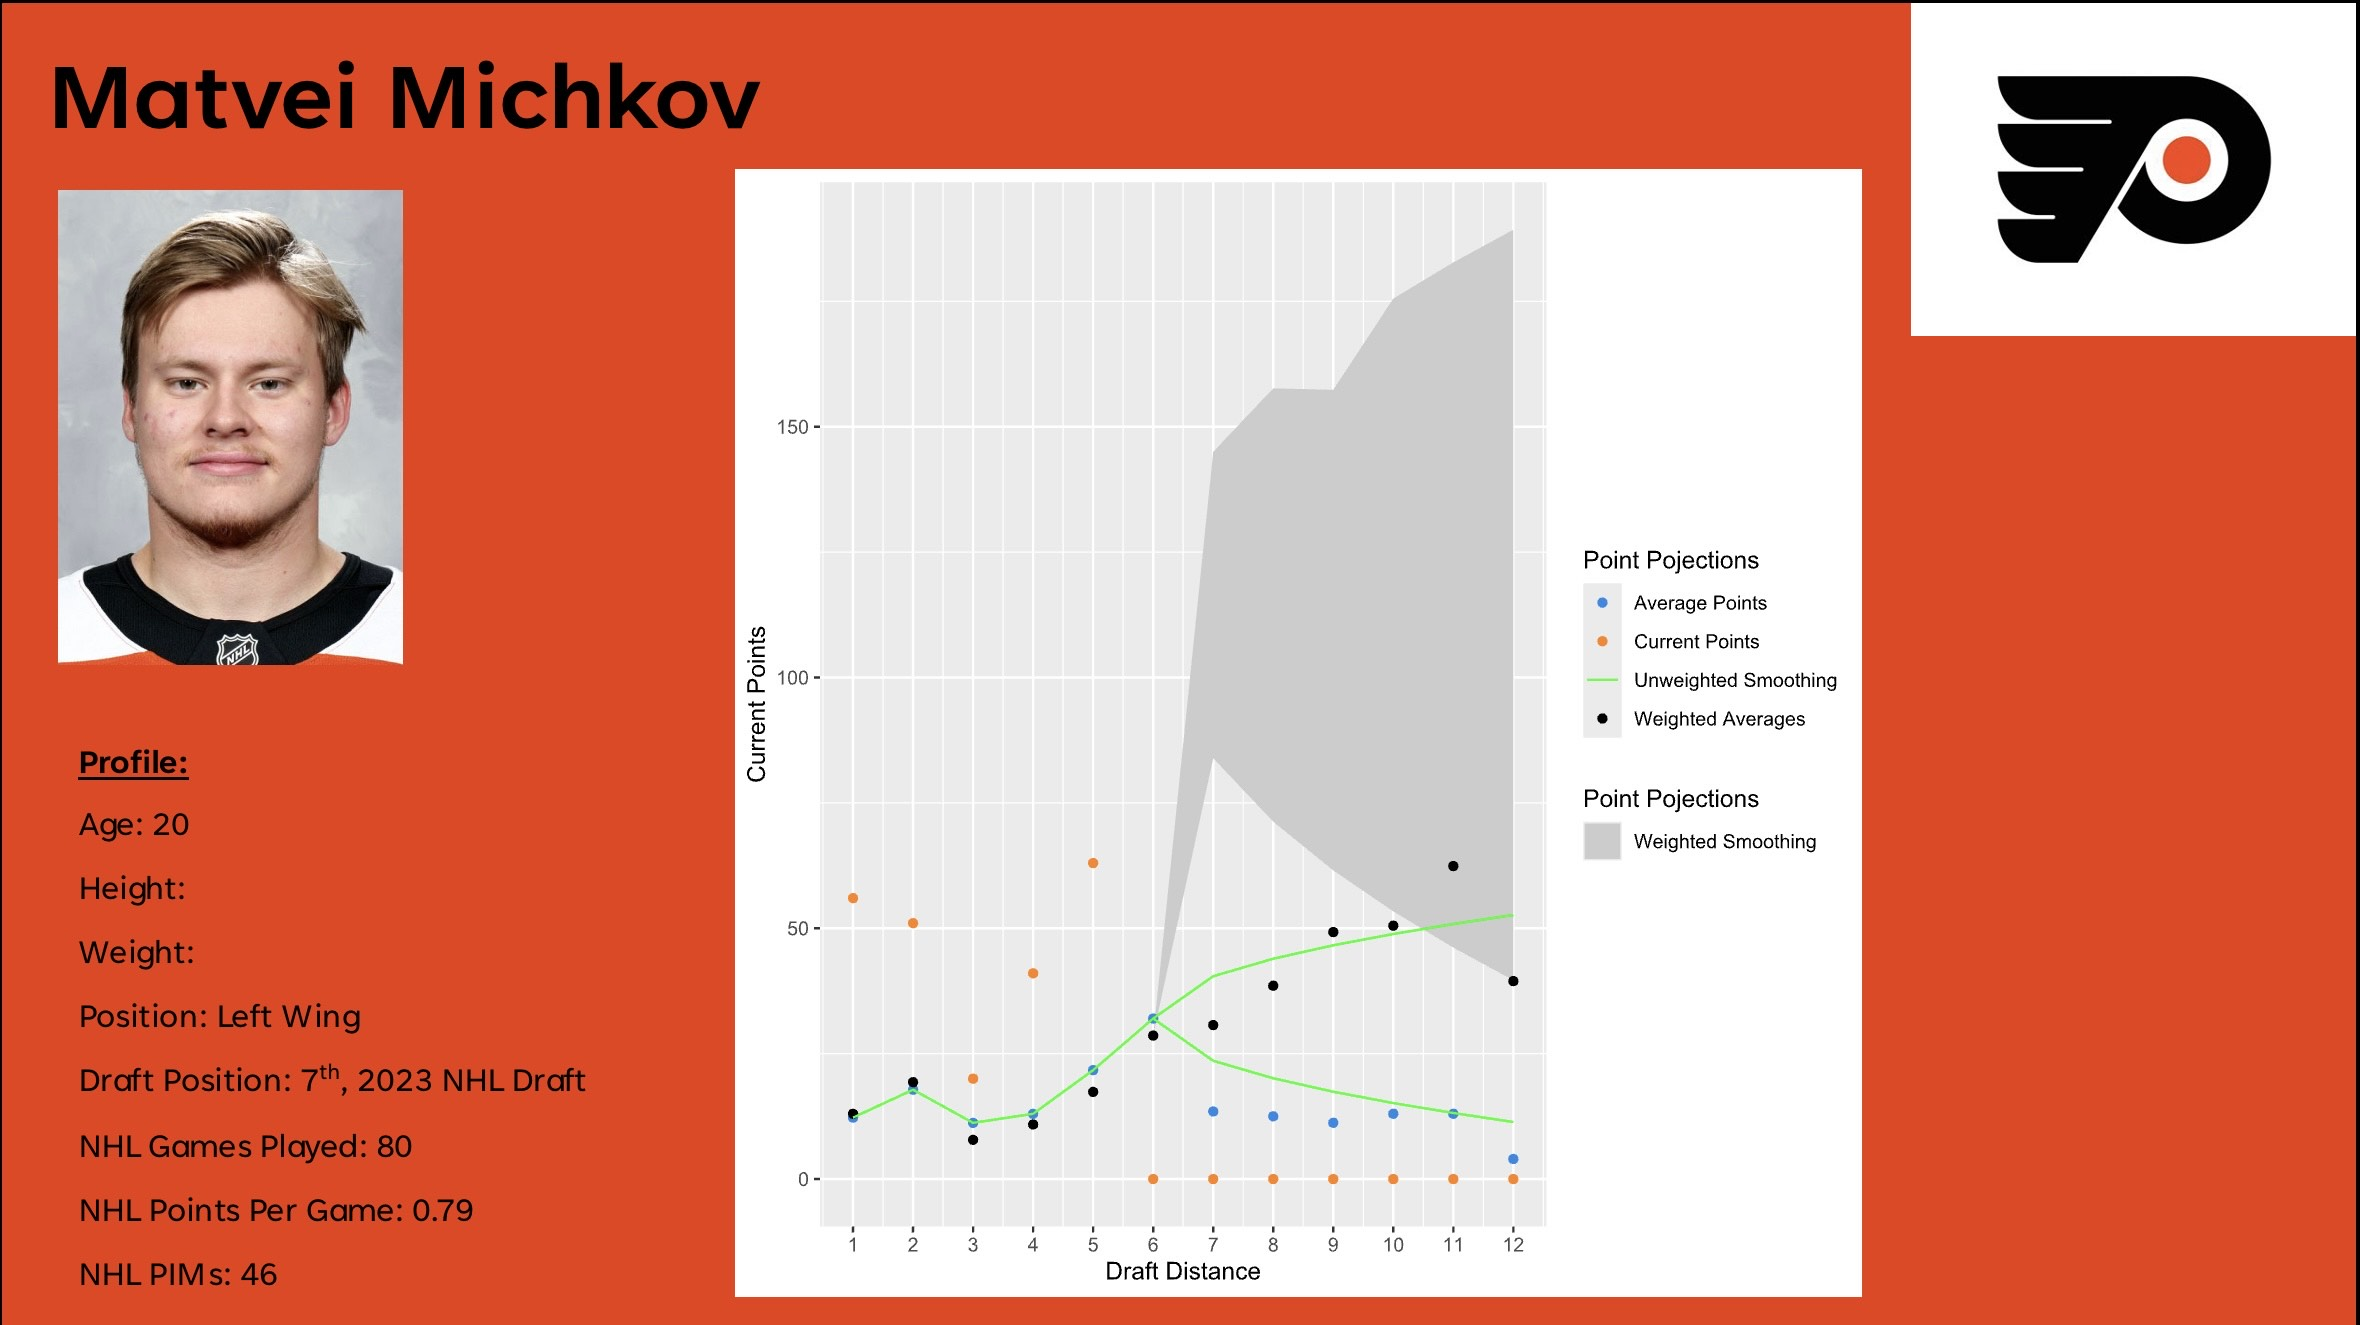 Matvei Michkov
NHL
Profile:
Age: 20
Height:
Weight:
Position: Left Wing
Draft Position: 7th, 2023 NHL Draft
NHL Games Played: 80
NHL Points Per Game: 0.79
NHL PIMs: 46
Current Points
150
100
50
0
1 2 3 4 5 6 7 8 9 10 11 12
Draft Distance
Point Pojections
Average Points
Current Points
Unweighted Smoothing
Weighted Averages
Point Pojections
Weighted Smoothing